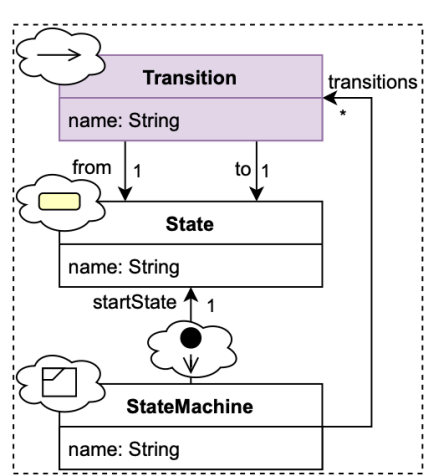 Transition
transitions
*
name: String
from 1
to 1
State
name: String
startState 1
StateMachine
name: String